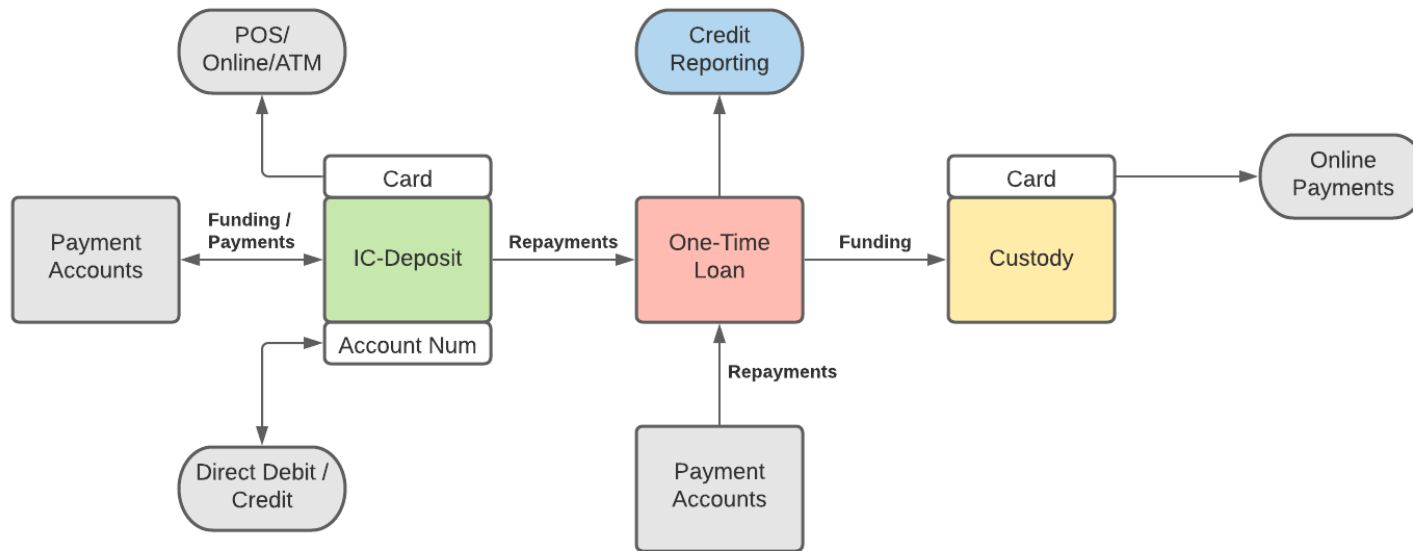 POS/
Online/ATM
Credit
Reporting
Card
Card
Online
Payments
Payment
Accounts
Funding /
Payments
IC-Deposit
Repayments
One-Time
Loan
Funding
Custody
Account Num
Repayments
Direct Debit /
Credit
Payment
Accounts